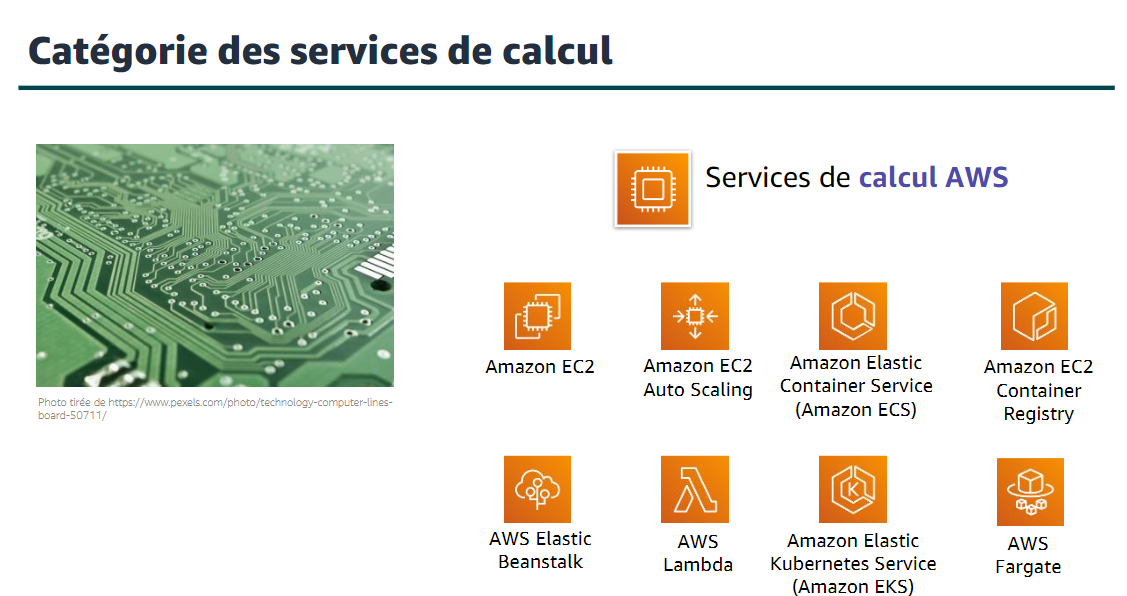 Catégorie des services de calcul
Services de calcul AWS
Photo tirée de https://www.pexels.com/photo/technology-computer-lines-
board-50711/
Amazon EC2
Amazon EC2
Auto Scaling
Amazon Elastic
Container Service
(Amazon ECS)
Amazon EC2
Container
Registry
AWS Elastic
Beanstalk
AWS
Lambda
Amazon Elastic
Kubernetes Service
(Amazon EKS)
AWS
Fargate